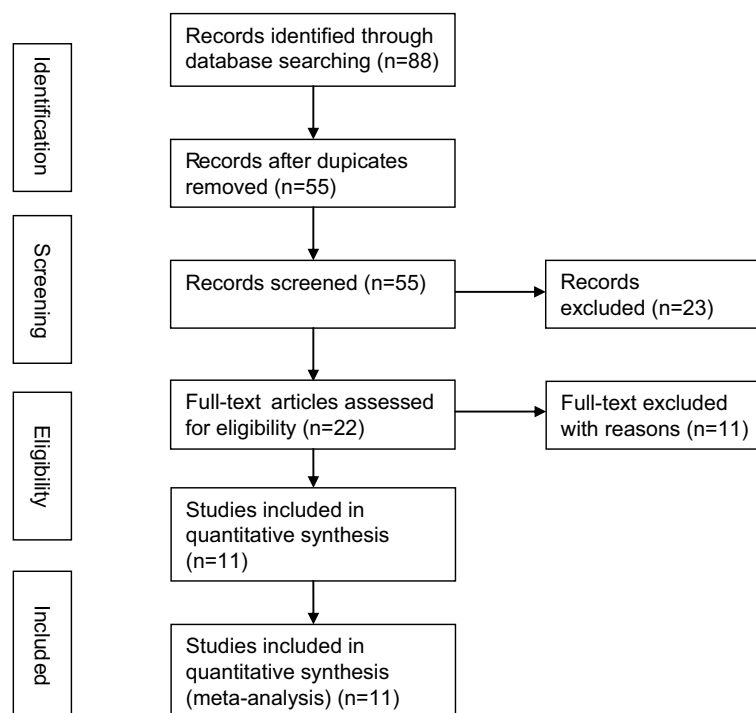 Identification
Records identified through
database searching (n=88)
Records after dupicates
removed (n=55)
Screening
Records screened (n=55)
Records
excluded (n=23)
Eligibility
Full-text articles assessed
for eligibility (n=22)
Full-text excluded
with reasons (n=11)
Studies included in
quantitative synthesis
(n=11)
Included
Studies included in
quantitative synthesis
(meta-analysis) (n=11)